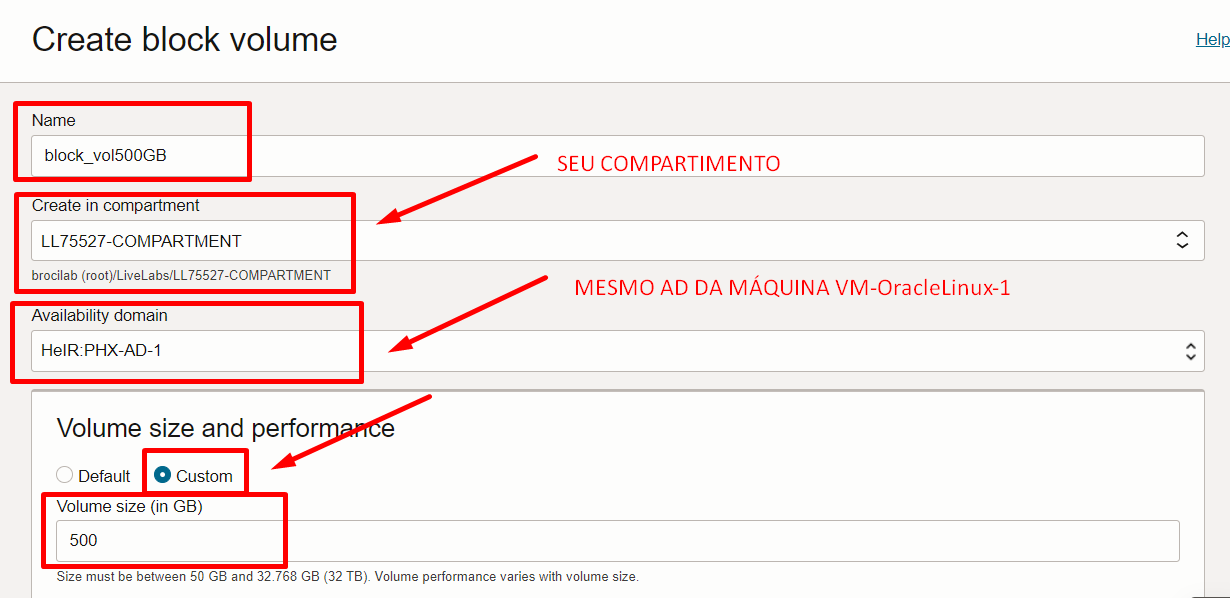 Create block volume
Help
Name
block_vol500GB
SEU COMPARTIMENTO
Create in compartment
LL75527-COMPARTMENT
brocilab (root)/LiveLabs/LL75527-COMPARTMENT
MESMO AD DA MÁQUINA VM-OracleLinux-1
Availability domain
HeIR:PHX-AD-1
Volume size and performance
Default
Custom
Volume size (in GB)
500
Size must be between 50 GB and 32.768 GB (32 TB). Volume performance varies with volume size.